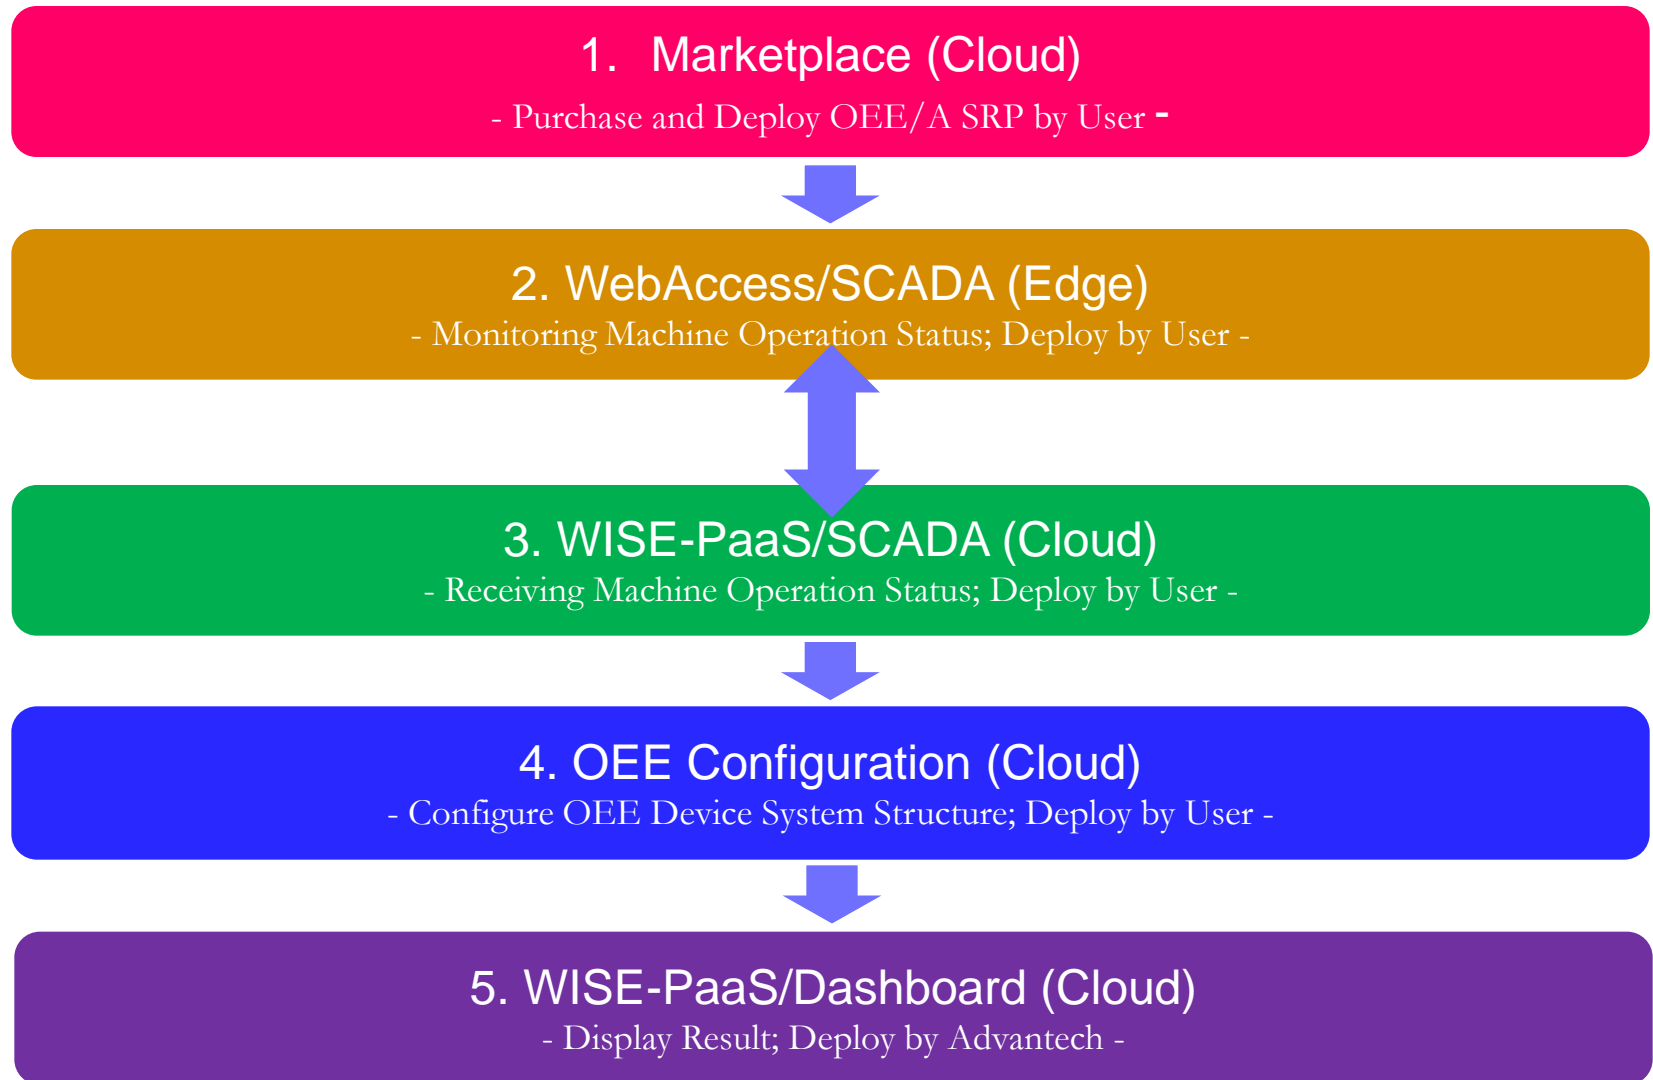 1. Marketplace (Cloud)
- Purchase and Deploy OEE/A SRP by User -
2. WebAccess/SCADA (Edge)
- Monitoring Machine Operation Status; Deploy by User -
3. WISE-PaaS/SCADA (Cloud)
- Receiving Machine Operation Status; Deploy by User -
4. OEE Configuration (Cloud)
- Configure OEE Device System Structure; Deploy by User -
5. WISE-PaaS/Dashboard (Cloud)
- Display Result; Deploy by Advantech -